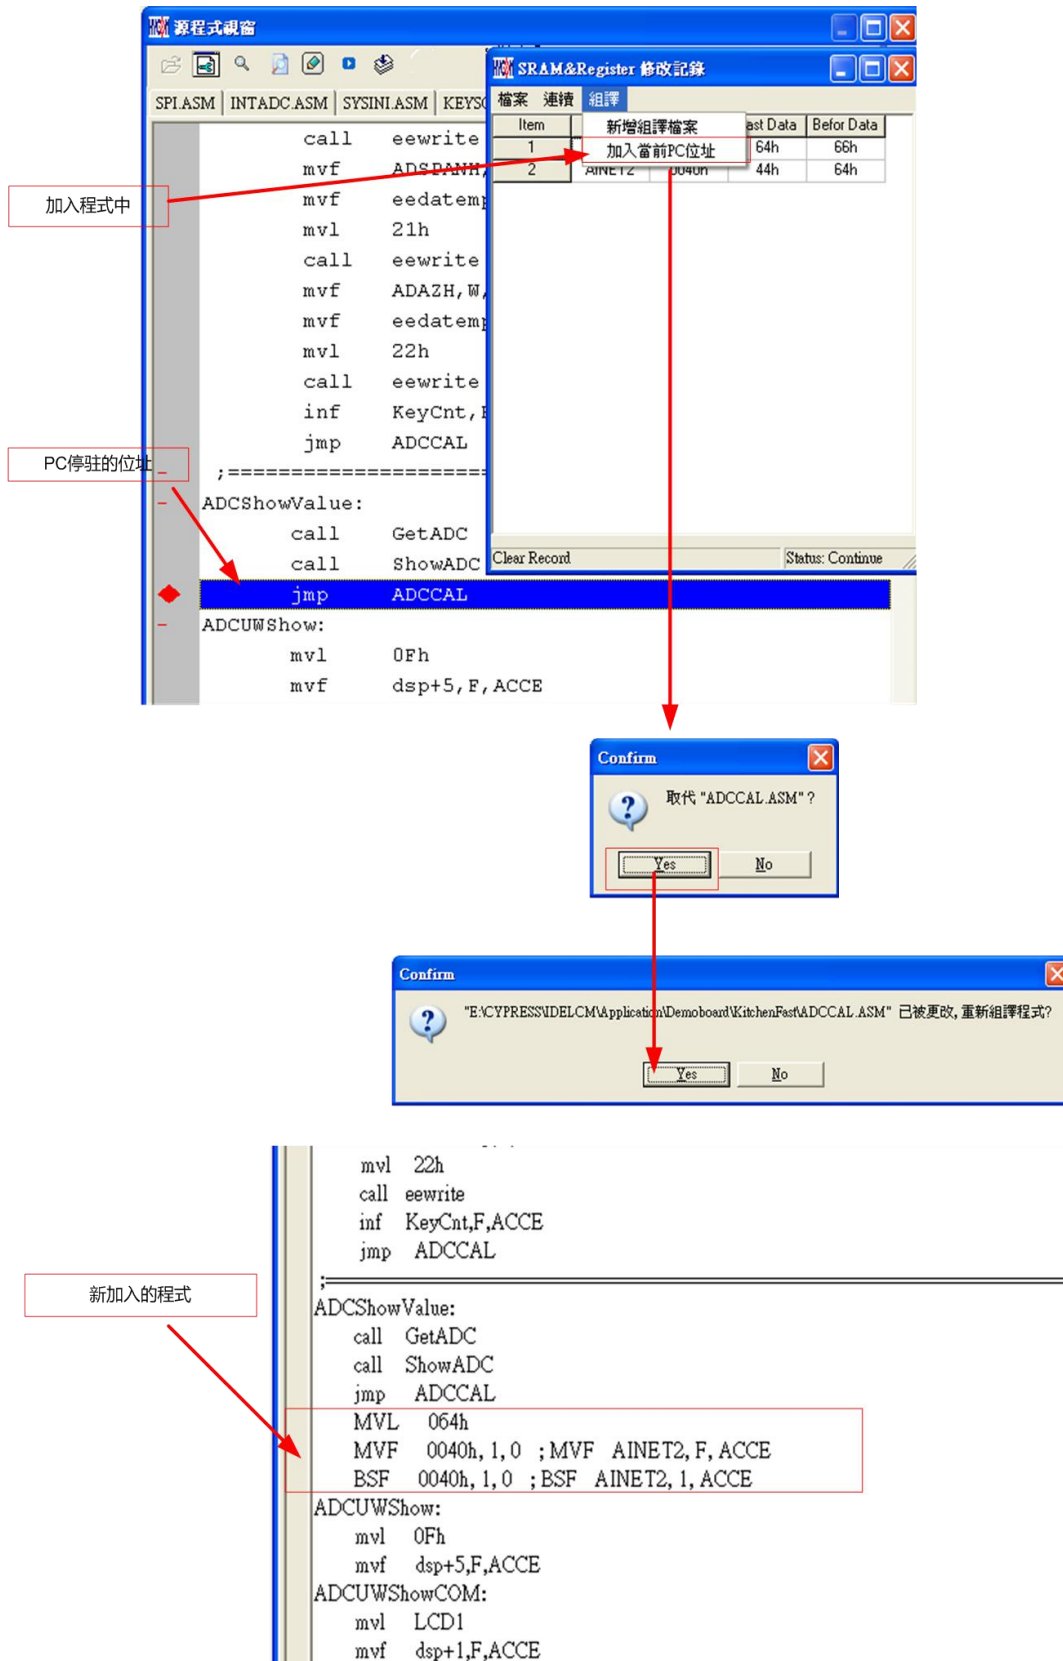 源程式視窗
SPI.ASM INTADC.ASM SYSINI.ASM
call eewrite
mvf
mvf
mvl 21h
call eewrite
mvf ADAZH,W,
mvf
mvl 22h
call eewrite
inf
jmp ADCCAL
;====================
ADCShowValue:
call GetADC
call ShowADC
jmp ADCCAL
ADCUWShow:
mvl 0Fh
mvf dsp+5,F,ACCE
SRAM&Register 修改記錄
檔案 連續 組譯
Item Befor Data
新增組譯檔案
加入當前PC位址
1 64h 66h
2 AINET2 0040h 44h 64h
Clear Record Status: Continue
加入程式中
PC停驻的位址
Confirm
取代 "ADCCAL.ASM" ?
Yes No
Confirm
"E:\CYPRESS\IDELCM\Application\Demoboard\KitchenFast\ADCCAL.ASM" 已被更改, 重新組譯程式?
Yes No
mvl 22h
call eewrite
inf KeyCnt,F,ACCE
jmp ADCCAL
新加入的程式
ADCShowValue:
call GetADC
call ShowADC
jmp ADCCAL
MVL 064h
MVF 0040h, 1, 0 ; MVF AINET2, F, ACCE
BSF 0040h, 1, 0 ; BSF AINET2, 1, ACCE
ADCUWShow:
mvl 0Fh
mvf dsp+5,F,ACCE
ADCUWShowCOM:
mvl LCD1
mvf dsp+1,F,ACCE